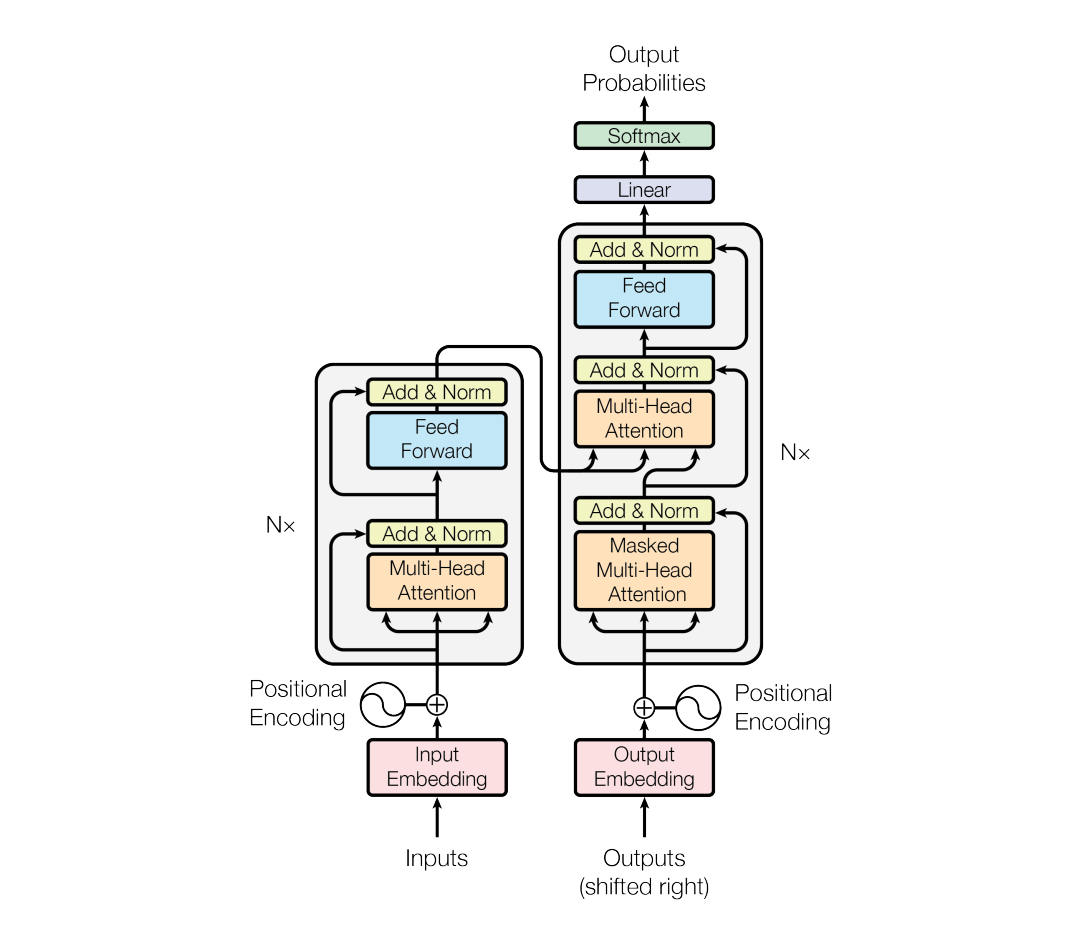 Output
Probabilities
Softmax
Linear
Add & Norm
Feed
Forward
Add & Norm
Multi-Head
Attention
N×
Add & Norm
Masked
Multi-Head
Attention
Add & Norm
Feed
Forward
N×
Add & Norm
Multi-Head
Attention
Positional
Encoding
Positional
Encoding
Input
Embedding
Output
Embedding
Inputs
Outputs
(shifted right)